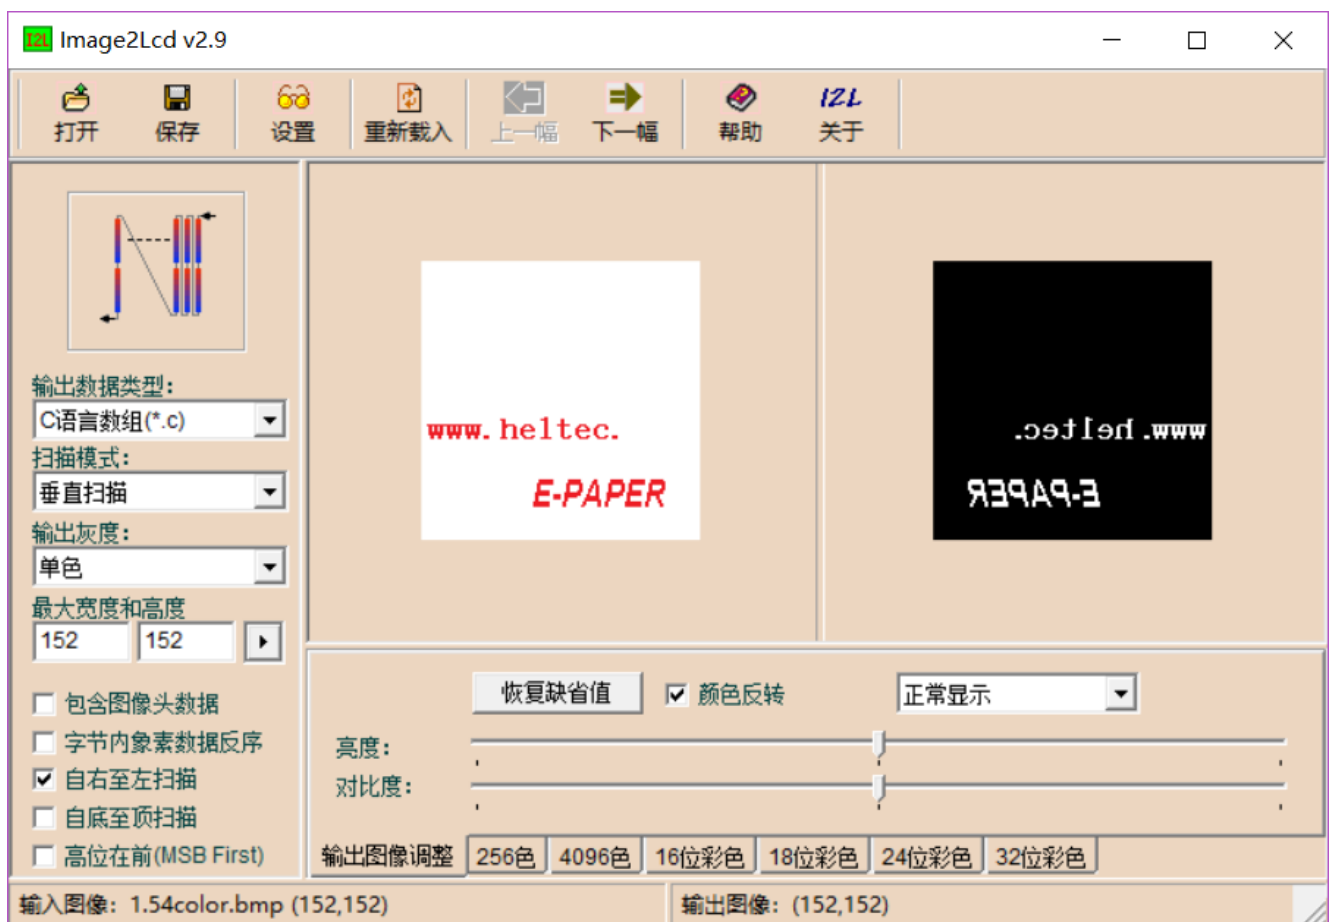 I2L Image2Lcd v2.9
I2L
打开 保存 设置 重新载入 上一幅 下一幅 帮助 关于
输出数据类型:
C语言数组(*.c)
扫描模式:
垂直扫描
输出灰度:
单色
最大宽度和高度
152 152
包含图像头数据
字节内象素数据反序
自右至左扫描
自底至顶扫描
高位在前(MSB First)
www.heltec.
E-PAPER
www.heltec.
E-PAPER
恢复缺省值 颜色反转 正常显示
亮度:
对比度:
输出图像调整 256色 4096色 16位彩色 18位彩色 24位彩色 32位彩色
输入图像: 1.54color.bmp (152,152) 输出图像: (152,152)